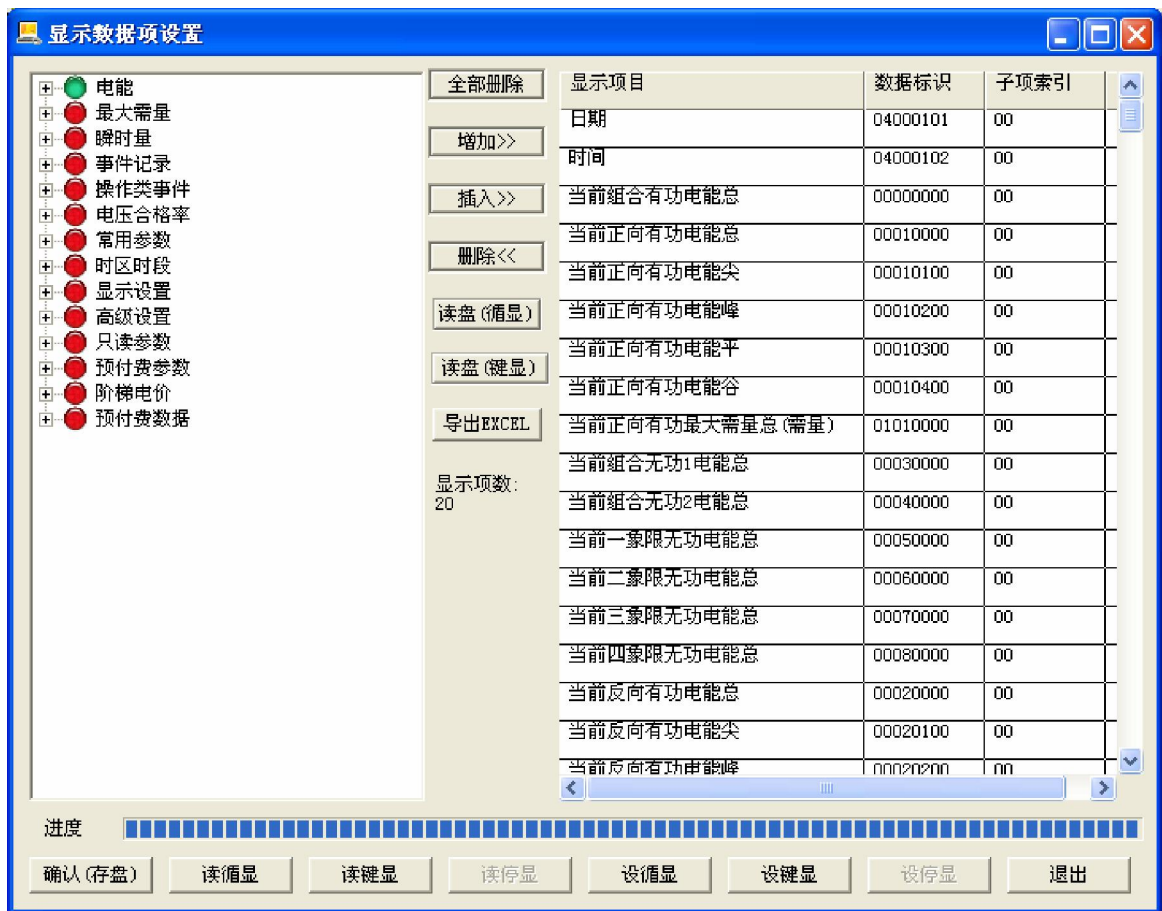 显示数据项设置
电能
最大需量
瞬时量
事件记录
操作类事件
电压合格率
常用参数
时区时段
显示设置
高级设置
只读参数
预付费参数
阶梯电价
预付费数据
全部删除
增加>>
插入>>
删除<<
读盘(循显)
读盘(键显)
导出EXCEL
显示项数:
20
显示项目 数据标识 子项索引
日期 04000101 00
时间 04000102 00
当前组合有功电能总 00000000 00
当前正向有功电能总 00010000 00
当前正向有功电能尖 00010100 00
当前正向有功电能峰 00010200 00
当前正向有功电能平 00010300 00
当前正向有功电能谷 00010400 00
当前正向有功最大需量总(需量) 01010000 00
当前组合无功1电能总 00030000 00
当前组合无功2电能总 00040000 00
当前一象限无功电能总 00050000 00
当前二象限无功电能总 00060000 00
当前三象限无功电能总 00070000 00
当前四象限无功电能总 00080000 00
当前反向有功电能总 00020000 00
当前反向有功电能尖 00020100 00
当前反向有功电能峰 00020200 00
进度
确认(存盘) 读循显 读键显 读停显 设循显 设键显 设停显 退出